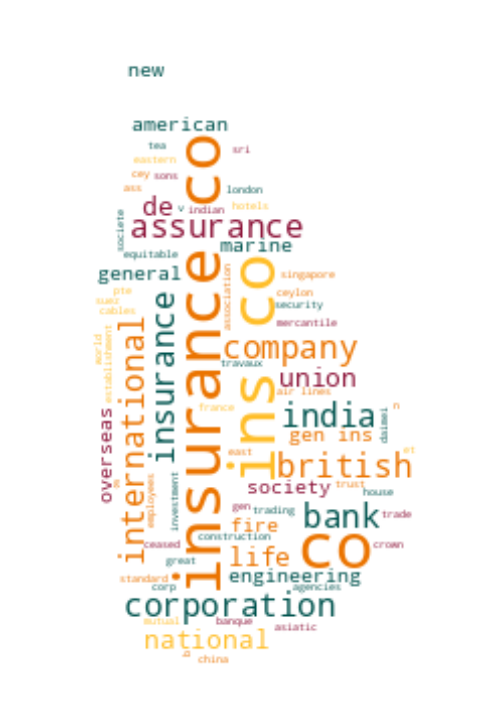 new
american
tea
co
sri
eastern
cey
sons
ass
london
de
v
indian
hotels
societe
assurance
marine
equitable
general
association
ins co
singapore
pte
suez
cables
insurance
insurance co
ceylon
security
mercantile
international
company
world
establishment
travaux
union
air lines
france
india
n
daimei
overseas
gen ins
east
british
et
employees
investment
society
trust
house
gen
trading
bank
trade
fire
construction
co
crown
ceased
great
life
engineering
standard
corp
agencies
corporation
mutual
banque
asiatic
national
china